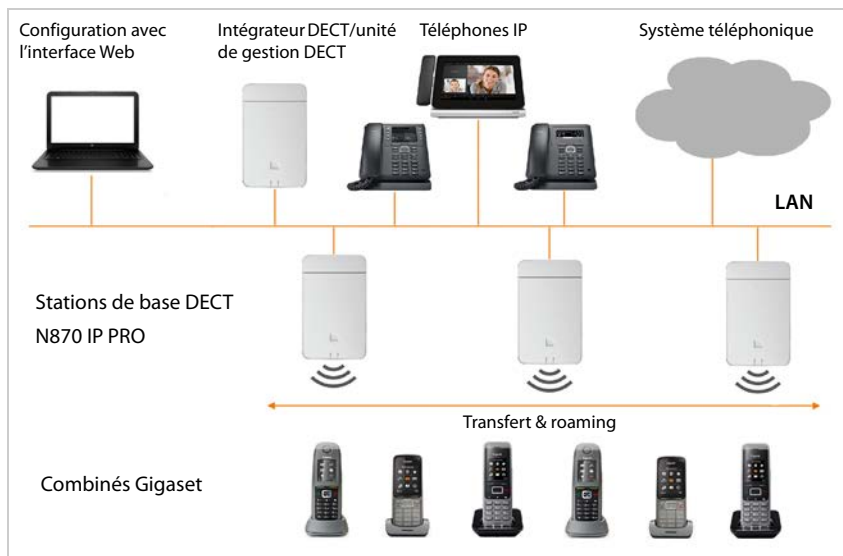 Configuration avec
l'interface Web
Intégrateur DECT/unité
de gestion DECT
Téléphones IP
Système téléphonique
LAN
Stations de base DECT
N870 IP PRO
Transfert & roaming
Combinés Gigaset